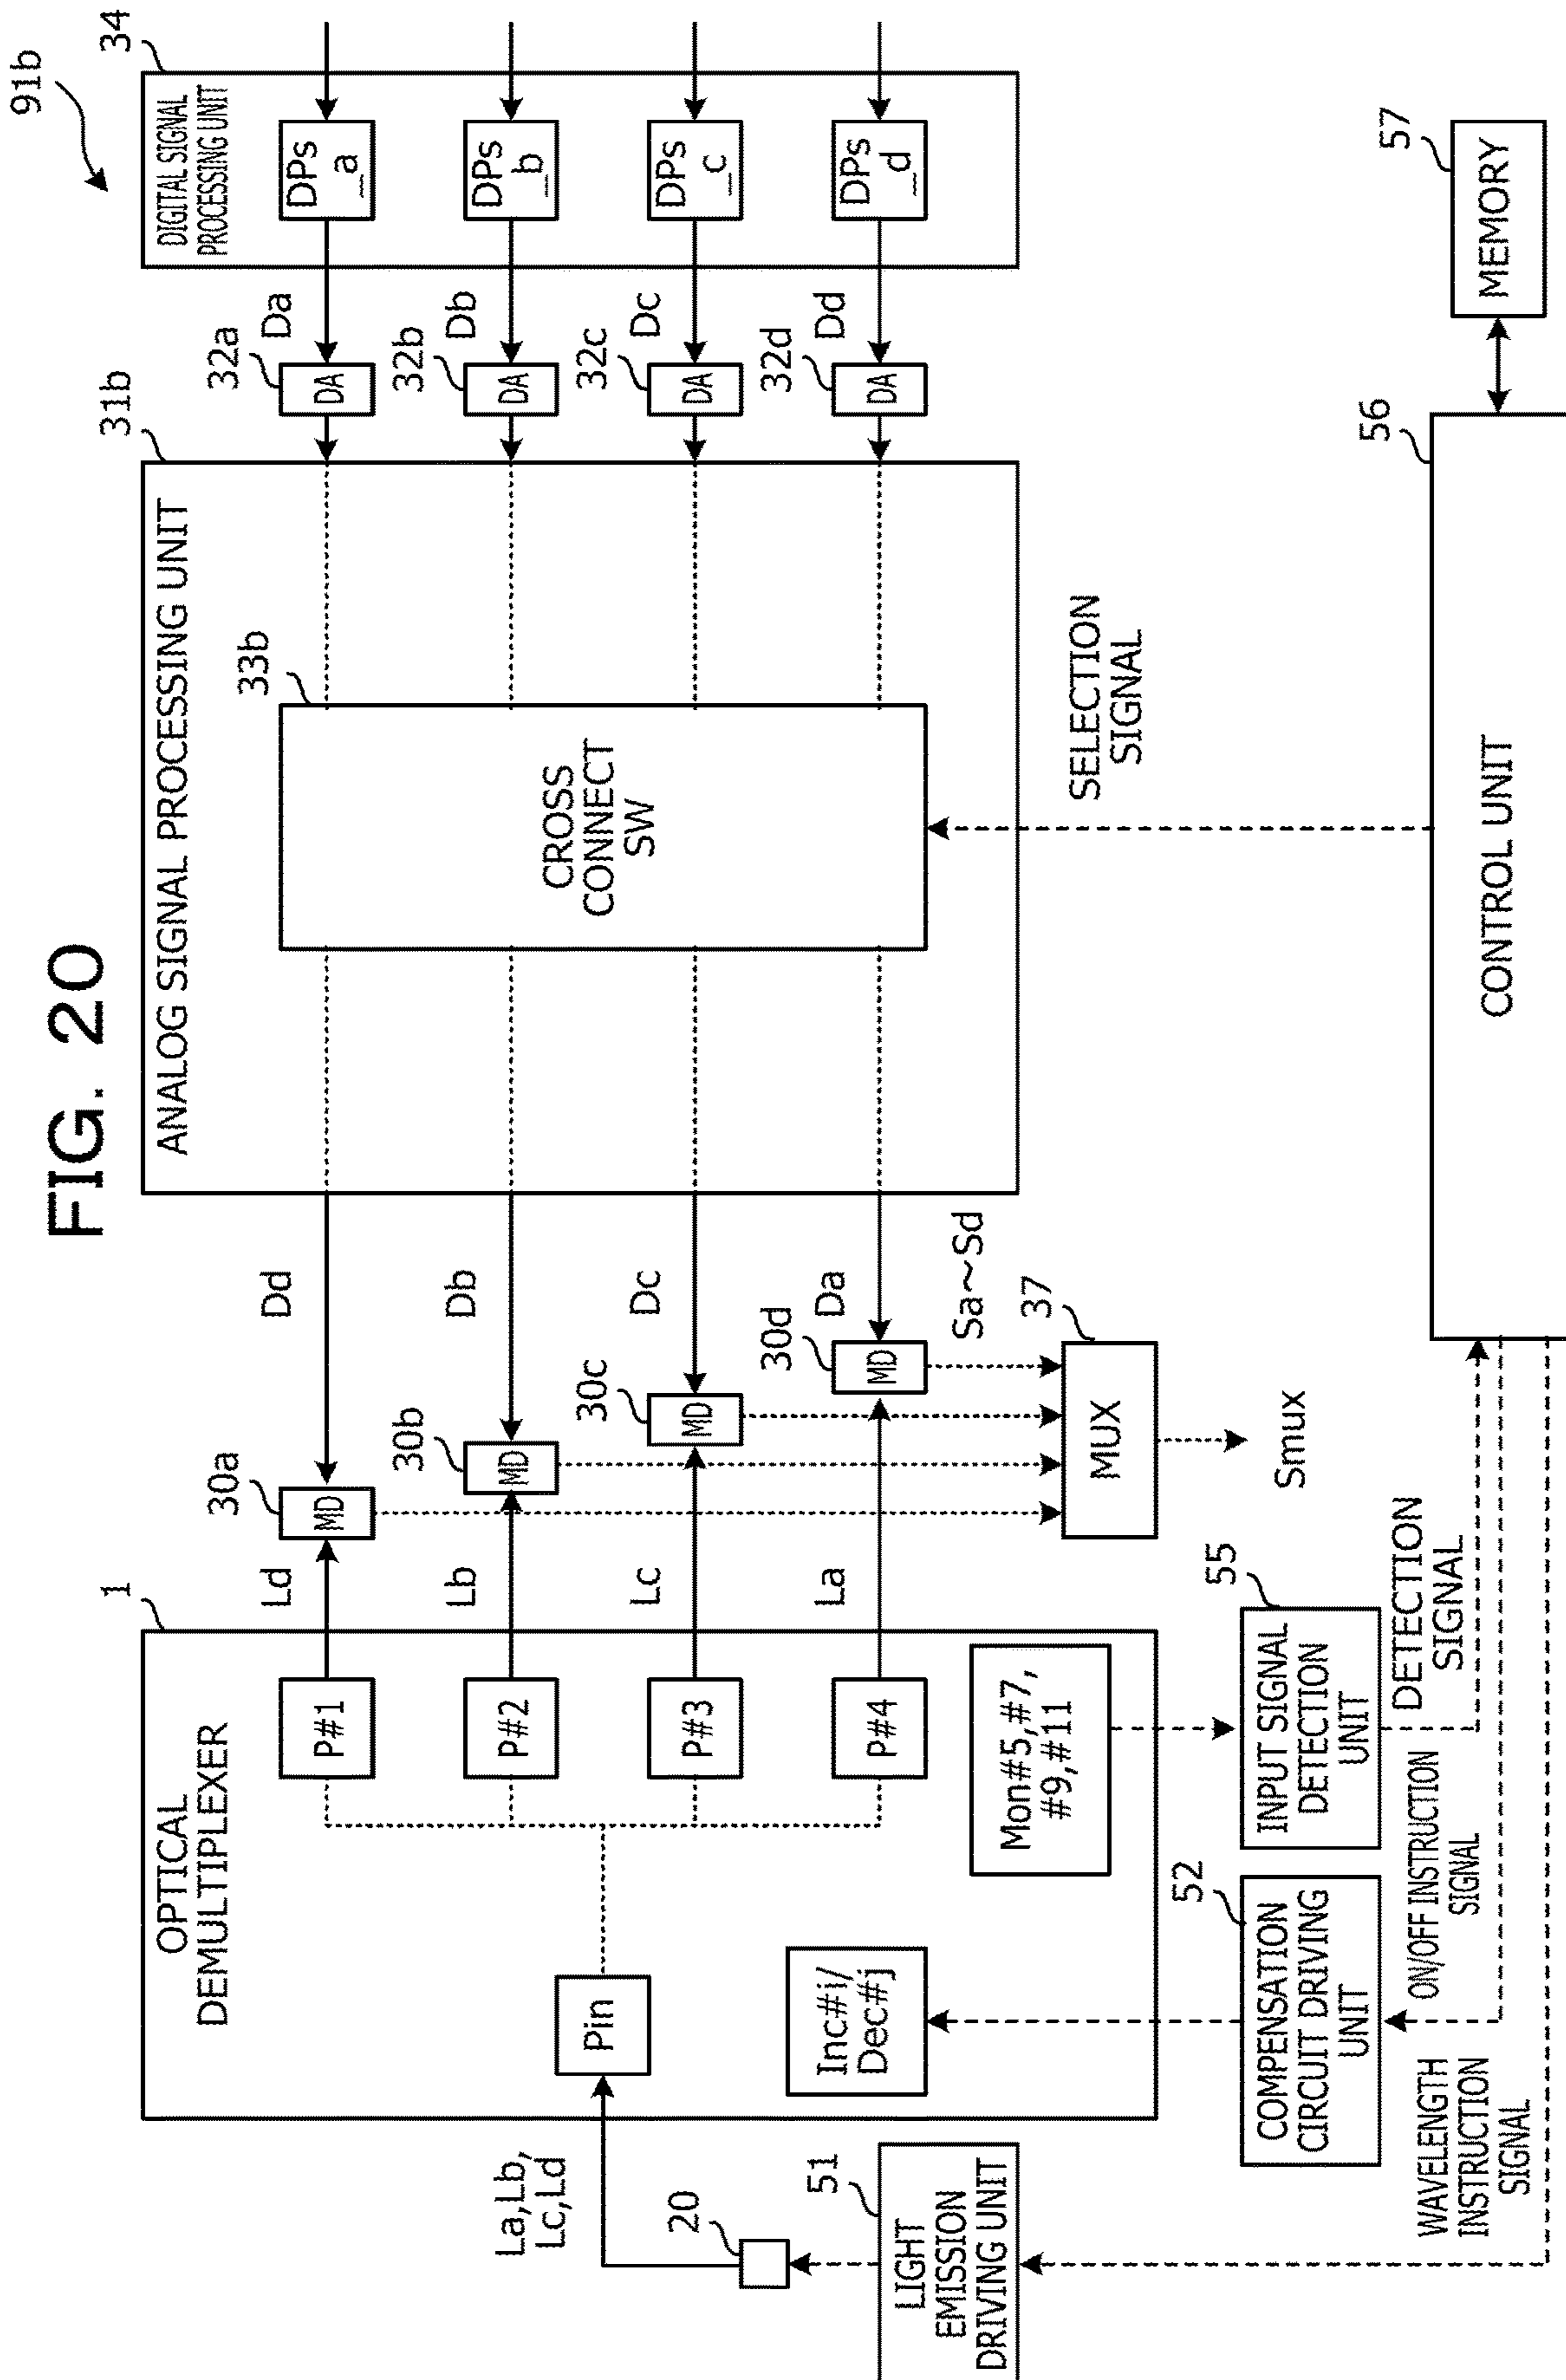 FIG. 20
91b
1
OPTICAL
DEMULTIPLEXER
La,Lb,
Lc,Ld
20
Pin
P#1
P#2
P#3
P#4
Inc#i/
Dec#j
Mon#5,#7,
#9,#11
Ld
Lb
Lc
La
30a
MD
30b
MD
30c
MD
30d
MD
Dd
Db
Dc
Da
Sa~Sd
37
MUX
Smux
31b
ANALOG SIGNAL PROCESSING UNIT
33b
CROSS
CONNECT
SW
SELECTION
SIGNAL
32a
DA
32b
DA
32c
DA
32d
DA
Da
Db
Dc
Dd
34
DIGITAL SIGNAL
PROCESSING UNIT
DPs
_a
DPs
_b
DPs
_c
DPs
_d
51
LIGHT
EMISSION
DRIVING UNIT
52
COMPENSATION
CIRCUIT DRIVING
UNIT
55
INPUT SIGNAL
DETECTION
UNIT
WAVELENGTH
INSTRUCTION
SIGNAL
ON/OFF INSTRUCTION
SIGNAL
DETECTION
SIGNAL
56
CONTROL UNIT
57
MEMORY